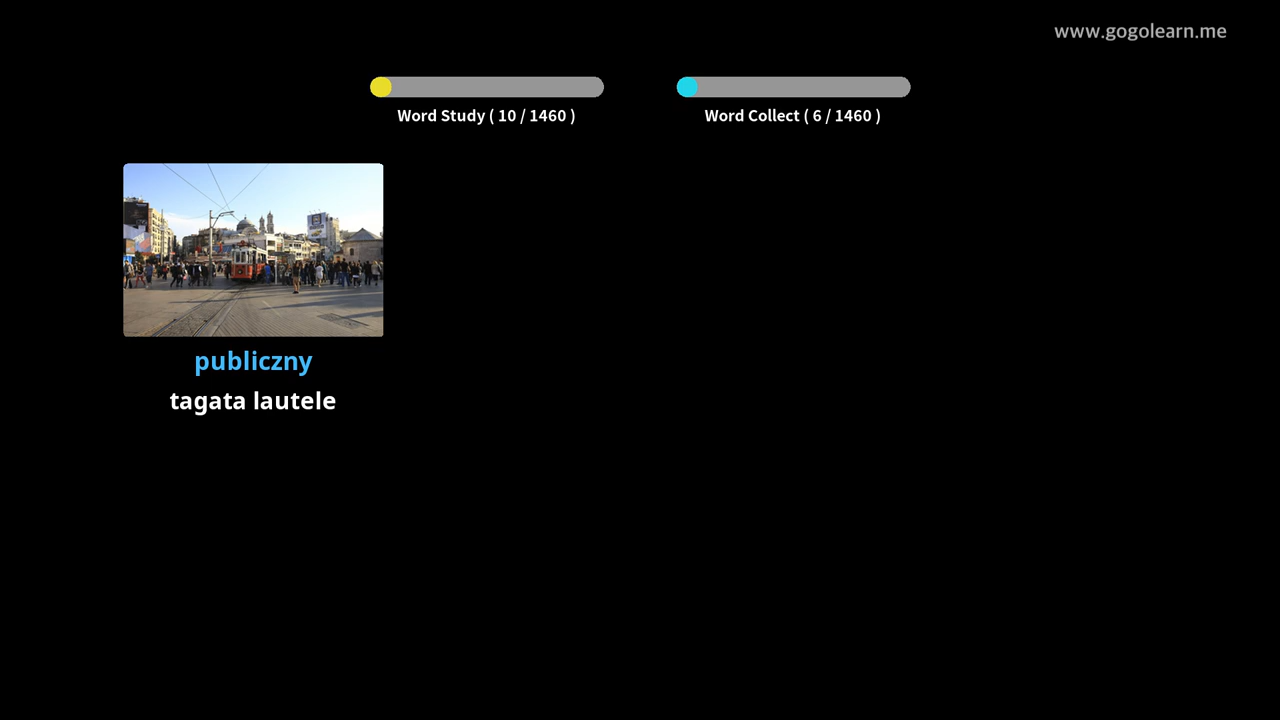 www.gogolearn.me
Word Study ( 10 / 1460 )
Word Collect ( 6 / 1460 )
publiczny
tagata lautele